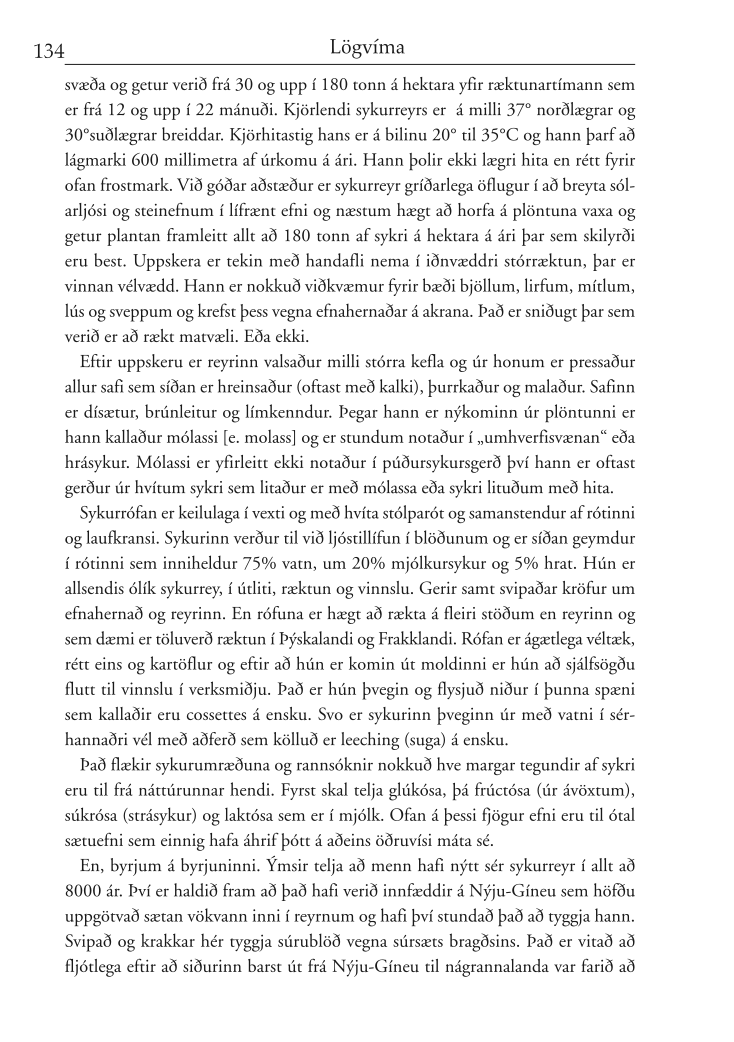 134
Lögvíma
svæða og getur verið frá 30 og upp í 180 tonn á hektara yfir ræktunartímann sem
er frá 12 og upp í 22 mánuði. Kjörlendi sykurreyrs er  á milli 37° norðlægrar og
30°suðlægrar breiddar. Kjörhitastig hans er á bilinu 20° til 35°C og hann þarf að
lágmarki 600 millimetra af úrkomu á ári. Hann þolir ekki lægri hita en rétt fyrir
ofan frostmark. Við góðar aðstæður er sykurreyr gríðarlega öflugur í að breyta sól-
arljósi og steinefnum í lífrænt efni og næstum hægt að horfa á plöntuna vaxa og
getur plantan framleitt allt að 180 tonn af sykri á hektara á ári þar sem skilyrði
eru best. Uppskera er tekin með handafli nema í iðnvæddri stórræktun, þar er
vinnan vélvædd. Hann er nokkuð viðkvæmur fyrir bæði bjöllum, lirfum, mítlum,
lús og sveppum og krefst þess vegna efnahernaðar á akrana. Það er sniðugt þar sem
verið er að rækt matvæli. Eða ekki.
Eftir uppskeru er reyrinn valsaður milli stórra kefla og úr honum er pressaður
allur safi sem síðan er hreinsaður (oftast með kalki), þurrkaður og malaður. Safinn
er dísætur, brúnleitur og límkenndur. Þegar hann er nýkominn úr plöntunni er
hann kallaður mólassi [e. molass] og er stundum notaður í „umhverfisvænan“ eða
hrásykur. Mólassi er yfirleitt ekki notaður í púðursykursgerð því hann er oftast
gerður úr hvítum sykri sem litaður er með mólassa eða sykri lituðum með hita.
Sykurrófan er keilulaga í vexti og með hvíta stólparót og samanstendur af rótinni
og laufkransi. Sykurinn verður til við ljóstillífun í blöðunum og er síðan geymdur
í rótinni sem inniheldur 75% vatn, um 20% mjólkursykur og 5% hrat. Hún er
allsendis ólík sykurrey, í útliti, ræktun og vinnslu. Gerir samt svipaðar kröfur um
efnahernað og reyrinn. En rófuna er hægt að rækta á fleiri stöðum en reyrinn og
sem dæmi er töluverð ræktun í Þýskalandi og Frakklandi. Rófan er ágætlega véltæk,
rétt eins og kartöflur og eftir að hún er komin út moldinni er hún að sjálfsögðu
flutt til vinnslu í verksmiðju. Það er hún þvegin og flysjuð niður í þunna spæni
sem kallaðir eru cossettes á ensku. Svo er sykurinn þveginn úr með vatni í sér-
hannaðri vél með aðferð sem kölluð er leeching (suga) á ensku.
Það flækir sykurumræðuna og rannsóknir nokkuð hve margar tegundir af sykri
eru til frá náttúrunnar hendi. Fyrst skal telja glúkósa, þá frúctósa (úr ávöxtum),
súkrósa (strásykur) og laktósa sem er í mjólk. Ofan á þessi fjögur efni eru til ótal
sætuefni sem einnig hafa áhrif þótt á aðeins öðruvísi máta sé.
En, byrjum á byrjuninni. Ýmsir telja að menn hafi nýtt sér sykurreyr í allt að
8000 ár. Því er haldið fram að það hafi verið innfæddir á Nýju-Gíneu sem höfðu
uppgötvað sætan vökvann inni í reyrnum og hafi því stundað það að tyggja hann.
Svipað og krakkar hér tyggja súrublöð vegna súrsæts bragðsins. Það er vitað að
fljótlega eftir að siðurinn barst út frá Nýju-Gíneu til nágrannalanda var farið að